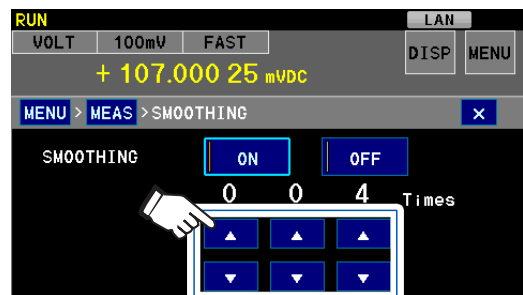 RUN LAN
VOLT 100mV FAST DISP MENU
+ 107.000 25 mVDC
MENU > MEAS > SMOOTHING ×
SMOOTHING ON OFF
0 0 4 Times
▲ ▲ ▲
▼ ▼ ▼